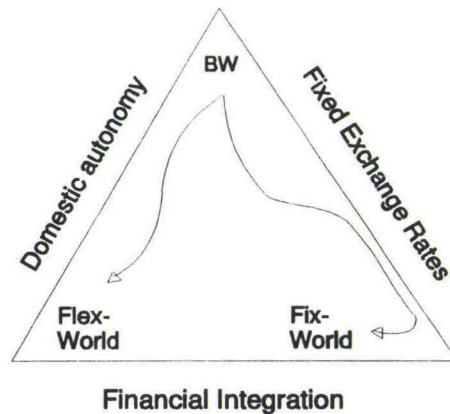 BW
Domestic autonomy
Fixed Exchange Rates
Flex-
World
Fix-
World
Financial Integration